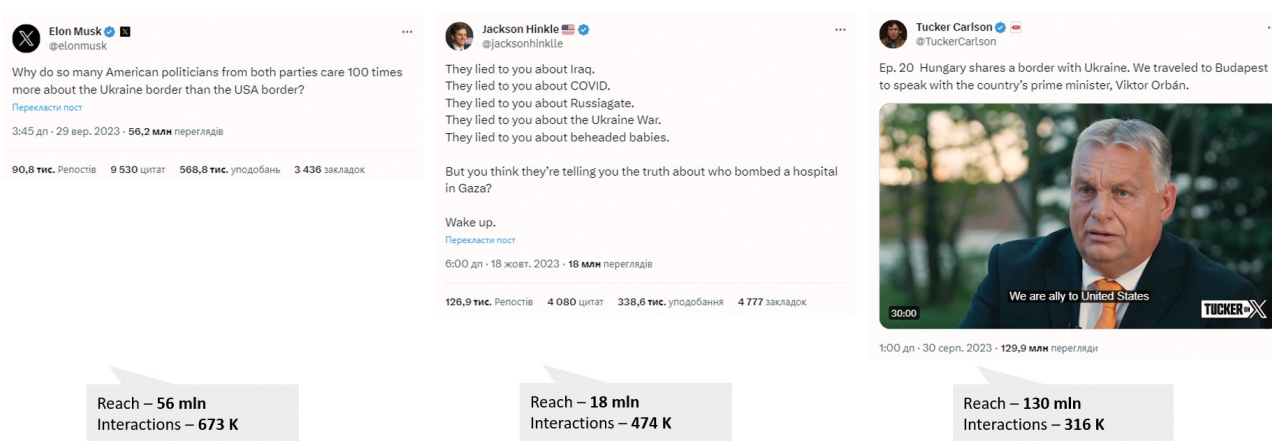 Elon Musk
@elonmusk
Why do so many American politicians from both parties care 100 times
more about the Ukraine border than the USA border?
Перекласти пост
3:45 дп · 29 вер. 2023 · 56,2 млн переглядів
90,8 тис. Репостів 9 530 цитат 568,8 тис. уподобань 3 436 закладок
Reach – 56 mln
Interactions – 673 K
Jackson Hinkle
@jacksonhinklle
They lied to you about Iraq.
They lied to you about COVID.
They lied to you about Russiagate.
They lied to you about the Ukraine War.
They lied to you about beheaded babies.
But you think they're telling you the truth about who bombed a hospital
in Gaza?
Wake up.
Перекласти пост
6:00 дп · 18 жовт. 2023 · 18 млн переглядів
126,9 тис. Репостів 4 080 цитат 338,6 тис. уподобання 4 777 закладок
Reach – 18 mln
Interactions – 474 K
Tucker Carlson
@TuckerCarlson
Ep. 20 Hungary shares a border with Ukraine. We traveled to Budapest
to speak with the country's prime minister, Viktor Orbán.
We are ally to United States
30:00
TUCKER ON X
1:00 дп · 30 серп. 2023 · 129,9 млн перегляди
Reach – 130 mln
Interactions – 316 K